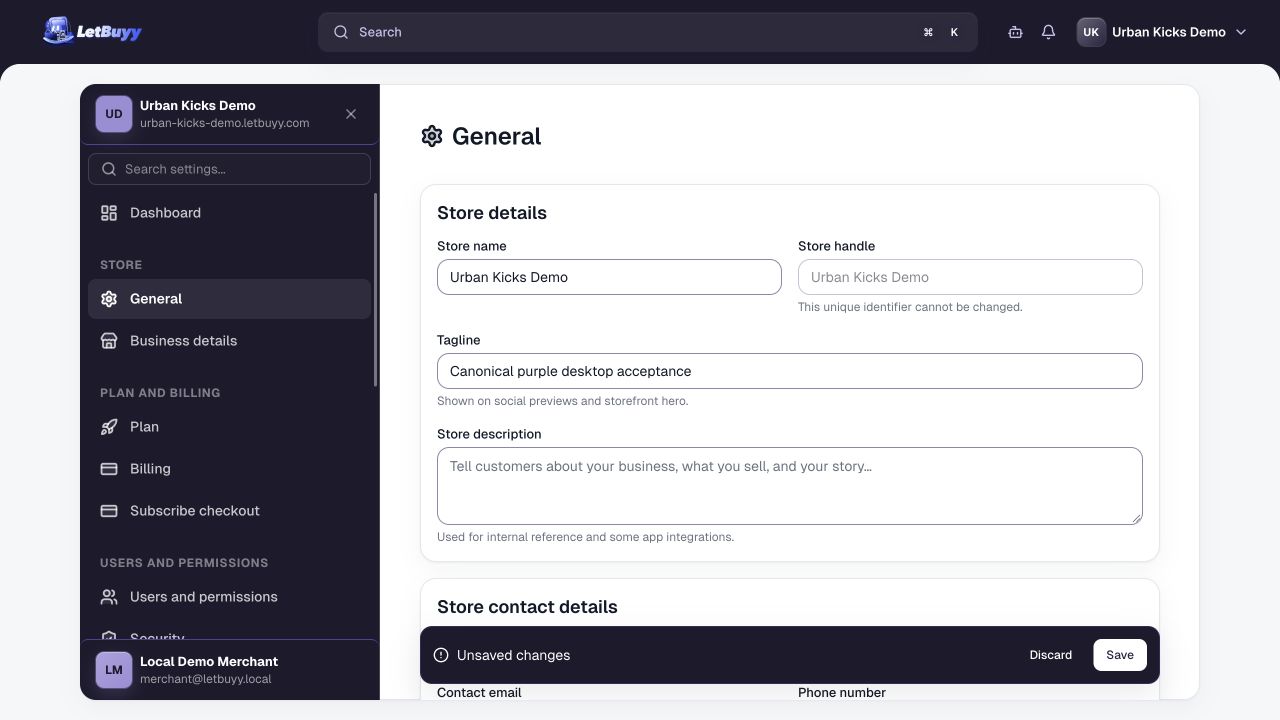 LetBuyy
Search
⌘ K
UK
Urban Kicks Demo
UD
Urban Kicks Demo
urban-kicks-demo.letbuyy.com
Search settings...
Dashboard
STORE
General
Business details
PLAN AND BILLING
Plan
Billing
Subscribe checkout
USERS AND PERMISSIONS
Users and permissions
Security
LM
Local Demo Merchant
merchant@letbuyy.local
General
Store details
Store name
Store handle
Urban Kicks Demo
Urban Kicks Demo
This unique identifier cannot be changed.
Tagline
Canonical purple desktop acceptance
Shown on social previews and storefront hero.
Store description
Tell customers about your business, what you sell, and your story...
Used for internal reference and some app integrations.
Store contact details
Unsaved changes
Discard
Save
Contact email
Phone number